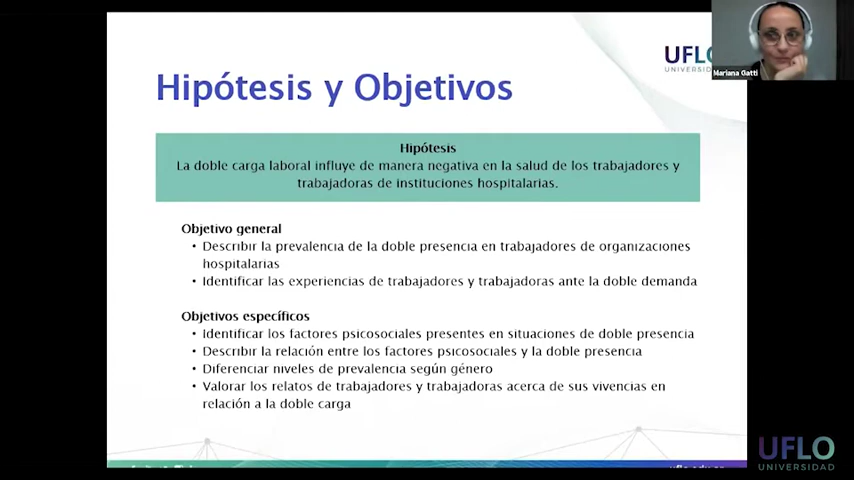 UFLO
UNIVERSID
Mariana Gatti
Hipótesis y Objetivos
Hipótesis
La doble carga laboral influye de manera negativa en la salud de los trabajadores y
trabajadoras de instituciones hospitalarias.
Objetivo general
• Describir la prevalencia de la doble presencia en trabajadores de organizaciones
hospitalarias
• Identificar las experiencias de trabajadores y trabajadoras ante la doble demanda
Objetivos específicos
• Identificar los factores psicosociales presentes en situaciones de doble presencia
• Describir la relación entre los factores psicosociales y la doble presencia
• Diferenciar niveles de prevalencia según género
• Valorar los relatos de trabajadores y trabajadoras acerca de sus vivencias en
relación a la doble carga
UFLO
UNIVERSIDAD